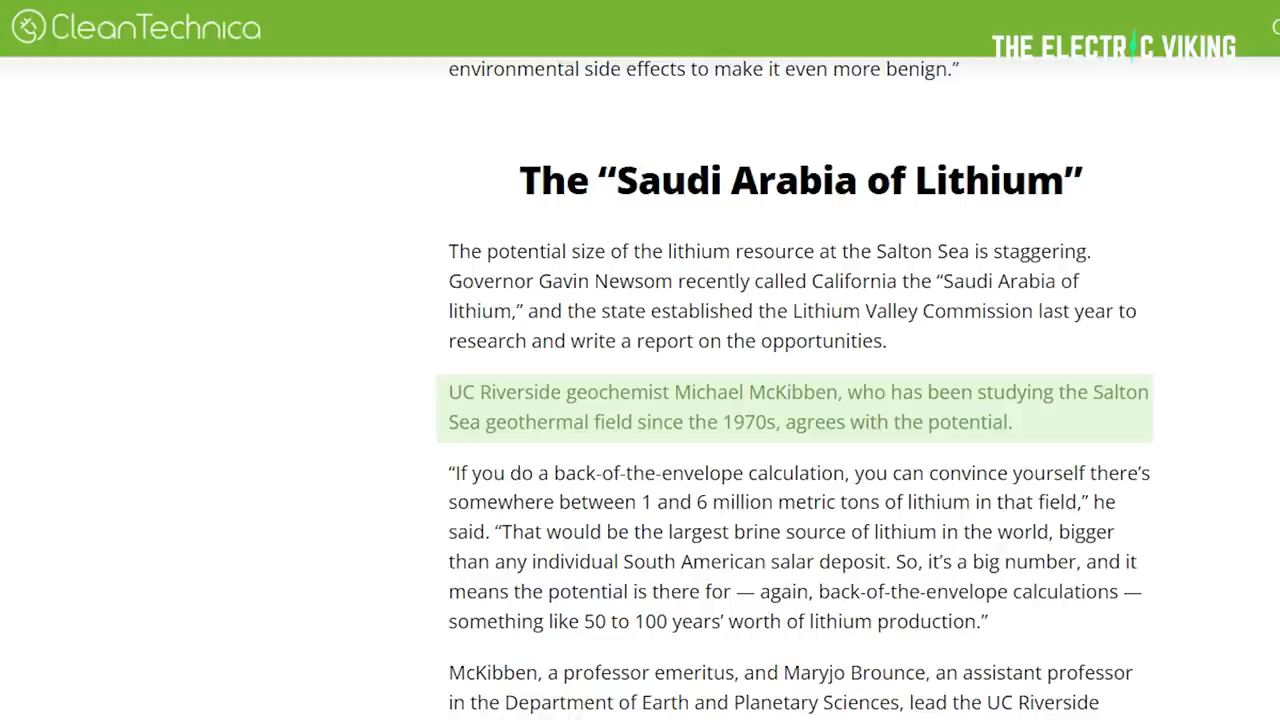 CleanTechnica
THE ELECTRIC VIKING
environmental side effects to make it even more benign.”
The “Saudi Arabia of Lithium”
The potential size of the lithium resource at the Salton Sea is staggering.
Governor Gavin Newsom recently called California the “Saudi Arabia of
lithium,” and the state established the Lithium Valley Commission last year to
research and write a report on the opportunities.
UC Riverside geochemist Michael McKibben, who has been studying the Salton
Sea geothermal field since the 1970s, agrees with the potential.
“If you do a back-of-the-envelope calculation, you can convince yourself there’s
somewhere between 1 and 6 million metric tons of lithium in that field,” he
said. “That would be the largest brine source of lithium in the world, bigger
than any individual South American salar deposit. So, it’s a big number, and it
means the potential is there for — again, back-of-the-envelope calculations —
something like 50 to 100 years’ worth of lithium production.”
McKibben, a professor emeritus, and Maryjo Brounce, an assistant professor
in the Department of Earth and Planetary Sciences, lead the UC Riverside